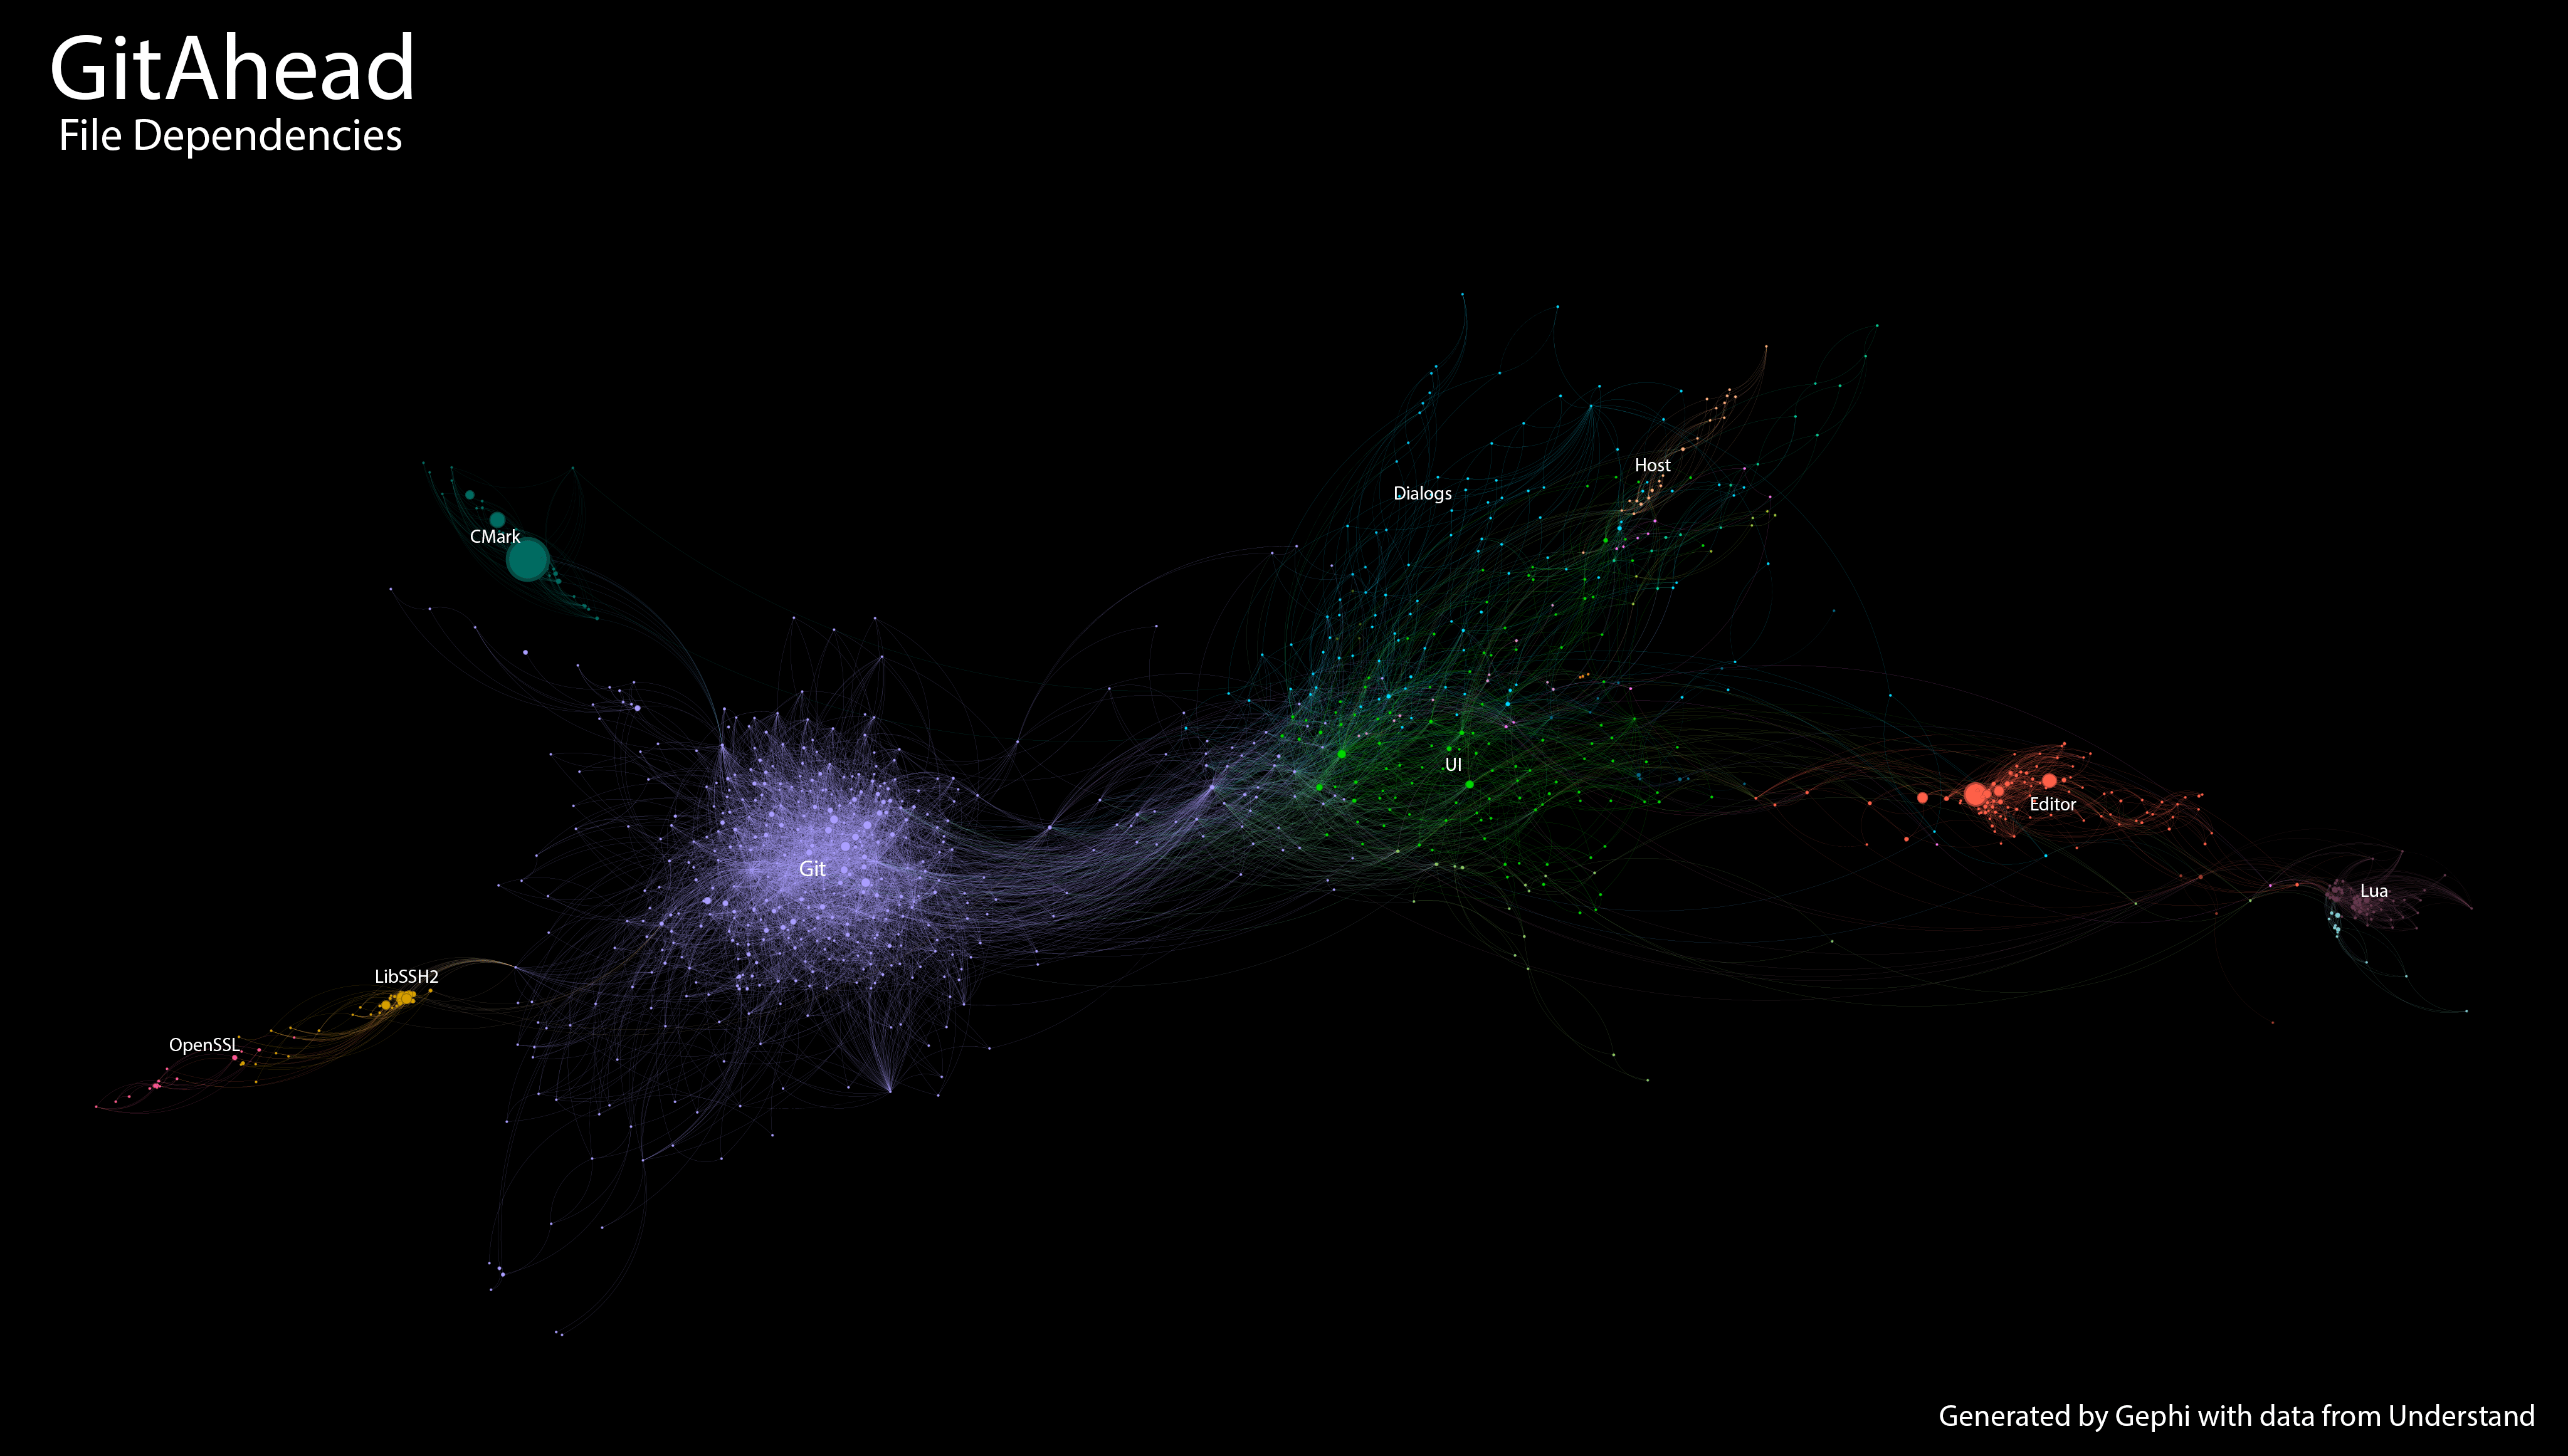 GitAhead
File Dependencies
Host
Dialogs
CMark
UI
Editor
Git
Lua
LibSSH2
OpenSSL
Generated by Gephi with data from Understand